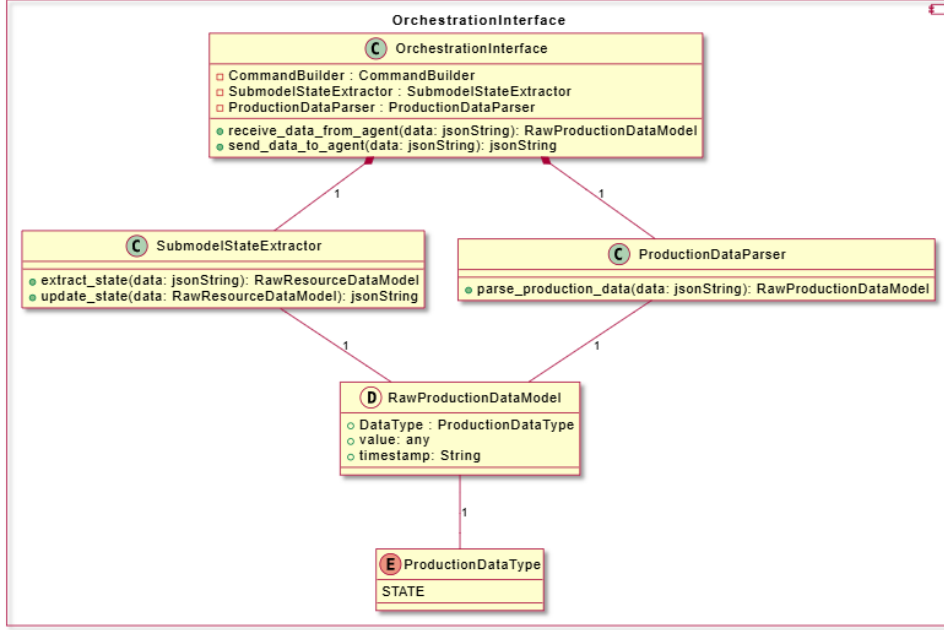 OrchestrationInterface
C OrchestrationInterface
CommandBuilder : CommandBuilder
SubmodelStateExtractor : SubmodelStateExtractor
ProductionDataParser : ProductionDataParser
receive_data_from_agent(data: jsonString): RawProductionDataModel
send_data_to_agent(data: jsonString): jsonString
1
1
C SubmodelStateExtractor
extract_state(data: jsonString): RawResourceDataModel
update_state(data: RawResourceDataModel): jsonString
C ProductionDataParser
parse_production_data(data: jsonString): RawProductionDataModel
1
1
D RawProductionDataModel
DataType : ProductionDataType
value: any
timestamp: String
1
E ProductionDataType
STATE